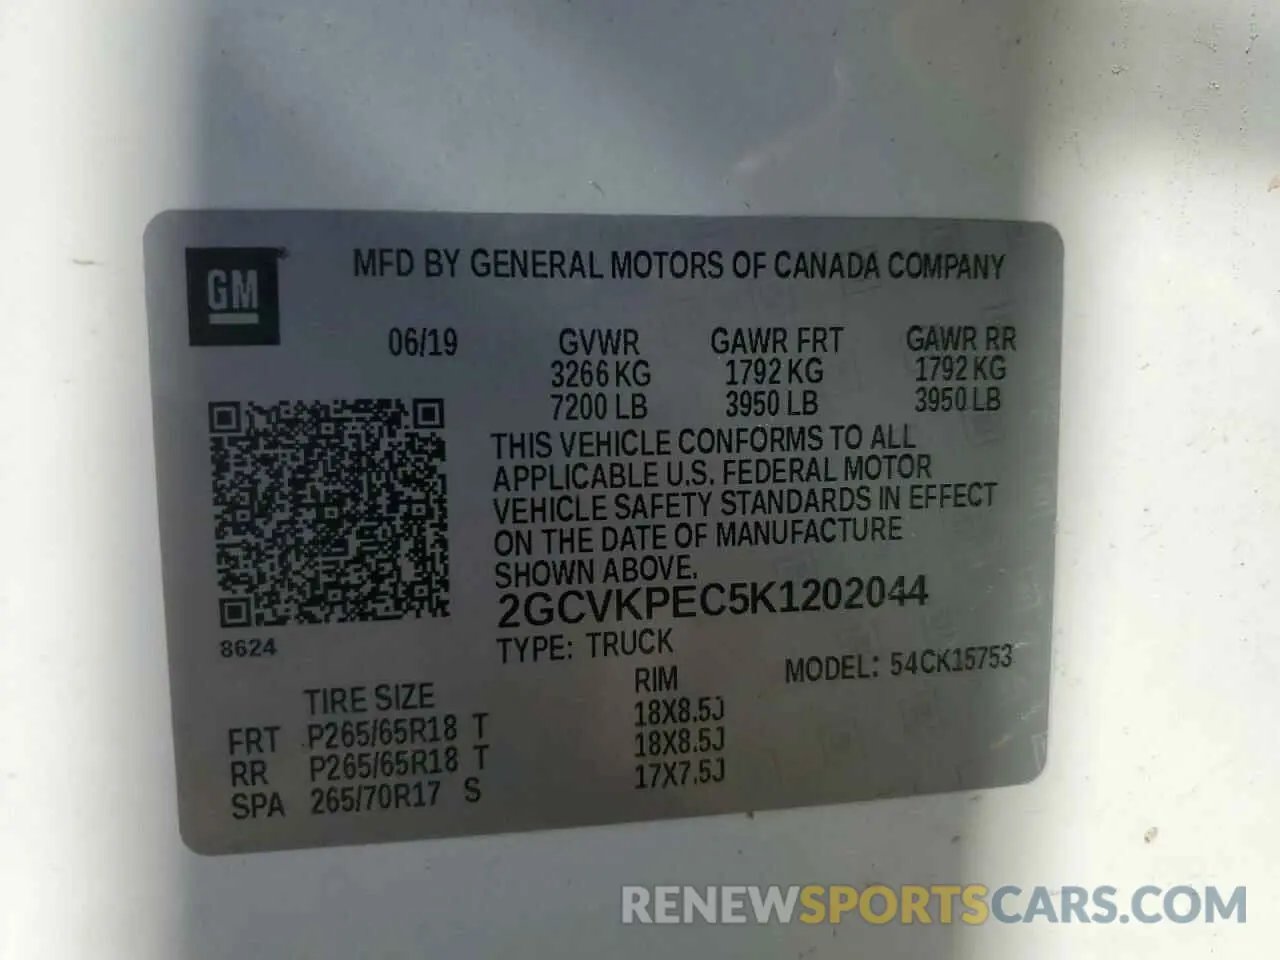 GM
MFD BY GENERAL MOTORS OF CANADA COMPANY
06/19 GVWR GAWR FRT GAWR RR
3266 KG 1792 KG 1792 KG
7200 LB 3950 LB 3950 LB
THIS VEHICLE CONFORMS TO ALL
APPLICABLE U.S. FEDERAL MOTOR
VEHICLE SAFETY STANDARDS IN EFFECT
ON THE DATE OF MANUFACTURE
SHOWN ABOVE.
2GCVKPEC5K1202044
8624
TYPE: TRUCK MODEL: 54CK15753
TIRE SIZE RIM
FRT P265/65R18 T 18X8.5J
RR P265/65R18 T 18X8.5J
SPA 265/70R17 S 17X7.5J
RENEWSPORTSCARS.COM